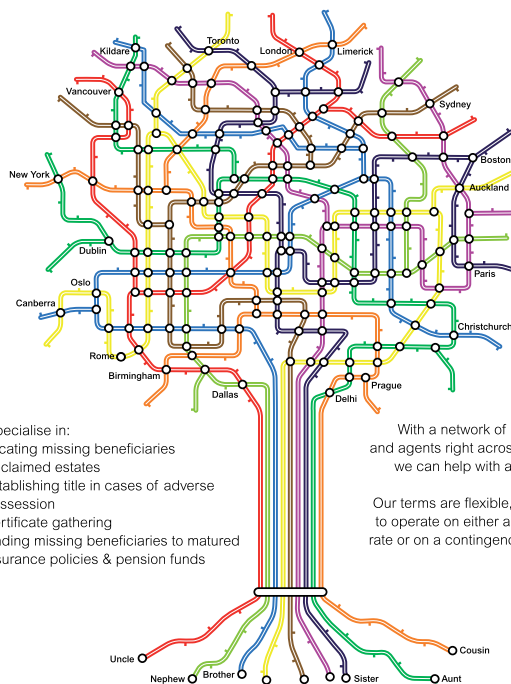 Toronto
Kildare
London
Limerick
Vancouver
Sydney
Boston
New York
Auckland
Dublin
Paris
Oslo
Canberra
Christchurch
Rome
Birmingham
Prague
Dallas
Delhi
pecialise in:
cating missing beneficiaries
claimed estates
tablishing title in cases of adverse
ssession
rtificate gathering
ding missing beneficiaries to matured
surance policies & pension funds
With a network of
and agents right across
we can help with a
Our terms are flexible,
to operate on either a
rate or on a contingenc
Uncle
Nephew
Brother
Sister
Aunt
Cousin